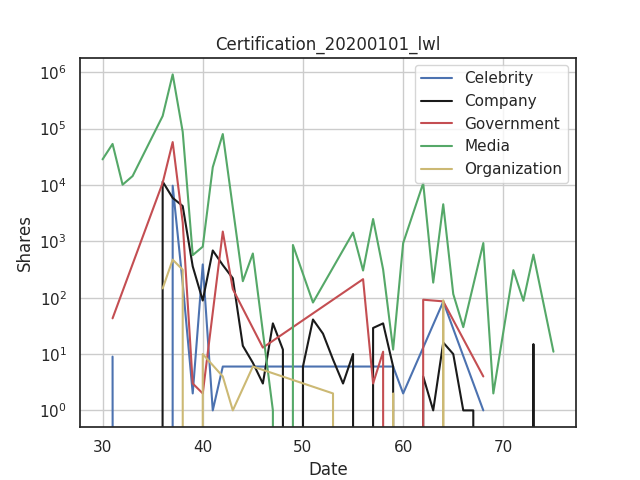 Certification_20200101_lwl
Shares
10^6
10^5
10^4
10^3
10^2
10^1
10^0
Celebrity
Company
Government
Media
Organization
30 40 50 60 70
Date